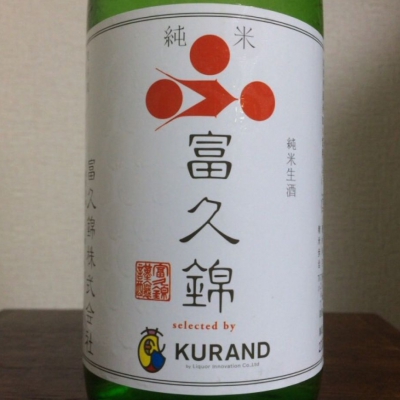 純米
富久錦
純米生酒
富久錦株式会社
selected by
KURAND
by Liquor Innovation Co.,Ltd